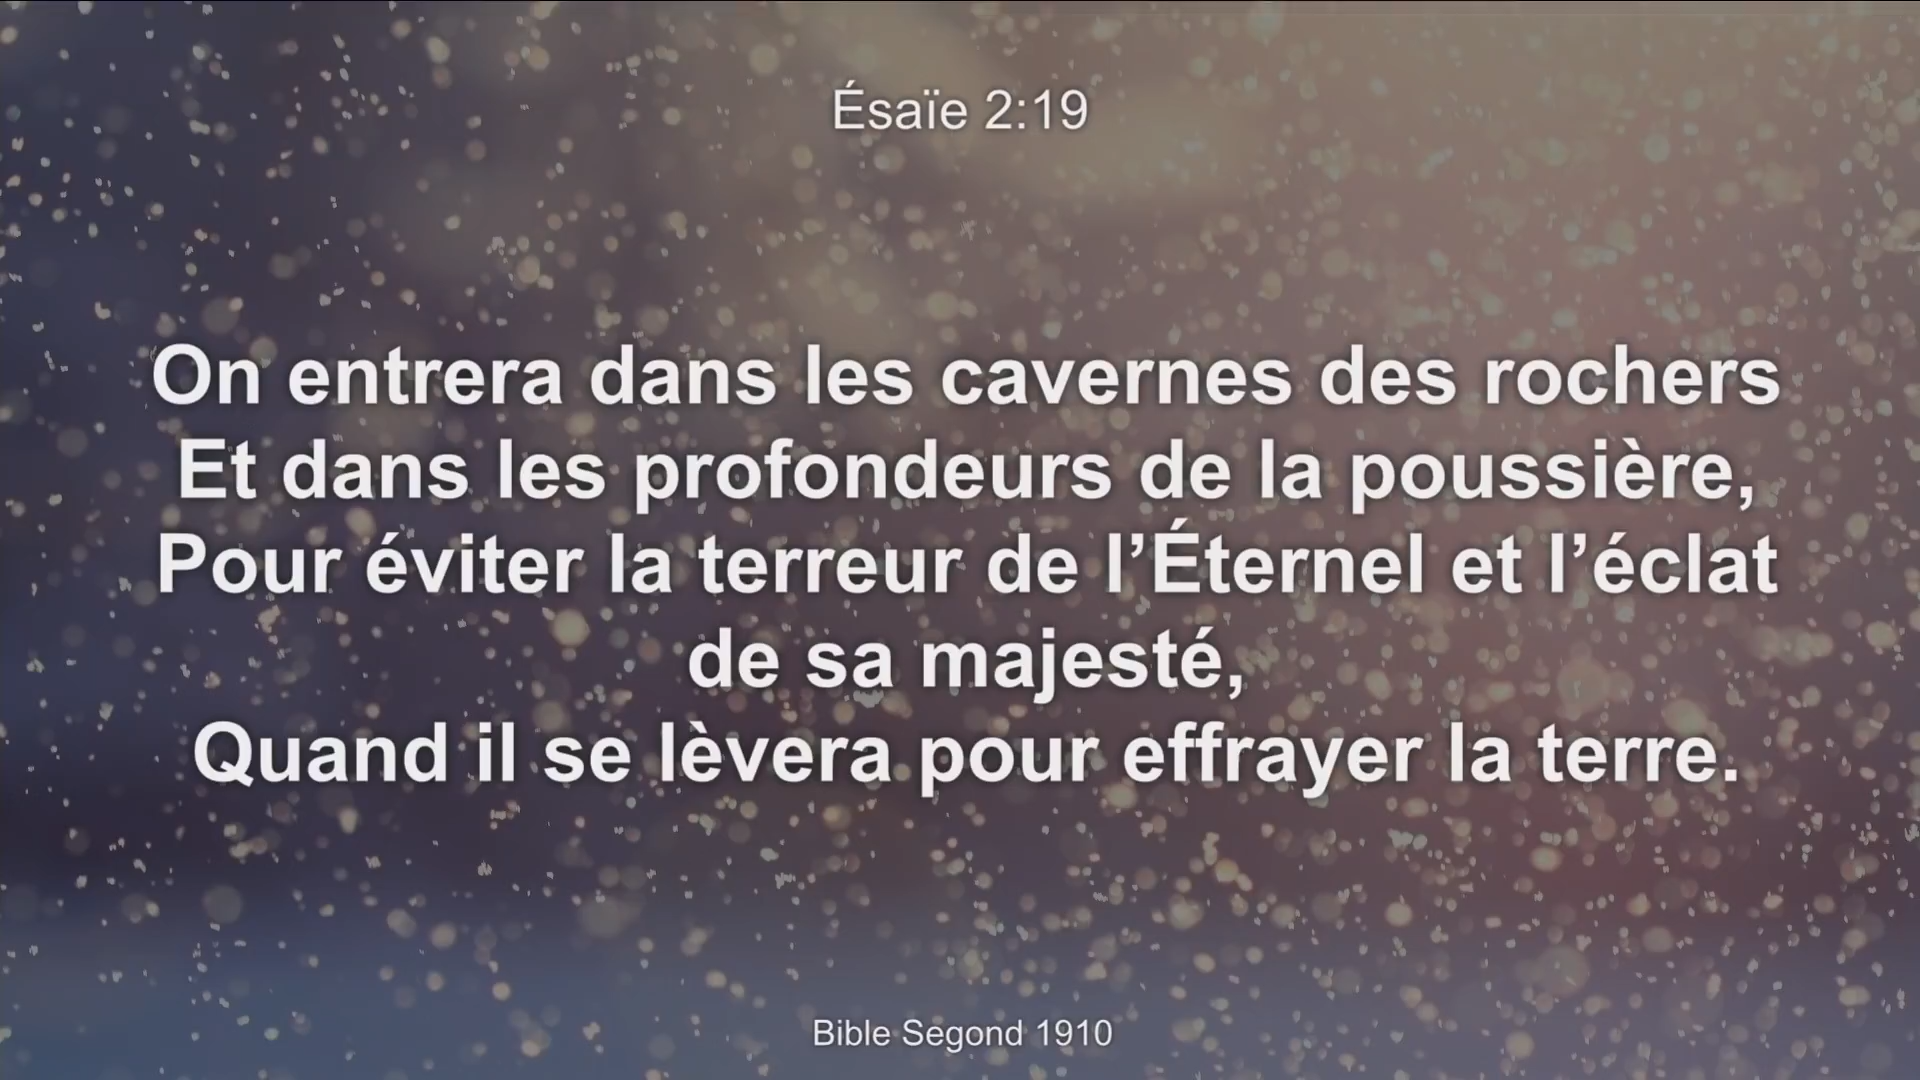 Ésaïe 2:19
On entrera dans les cavernes des rochers
Et dans les profondeurs de la poussière,
Pour éviter la terreur de l’Éternel et l’éclat
de sa majesté,
Quand il se lèvera pour effrayer la terre.
Bible Segond 1910